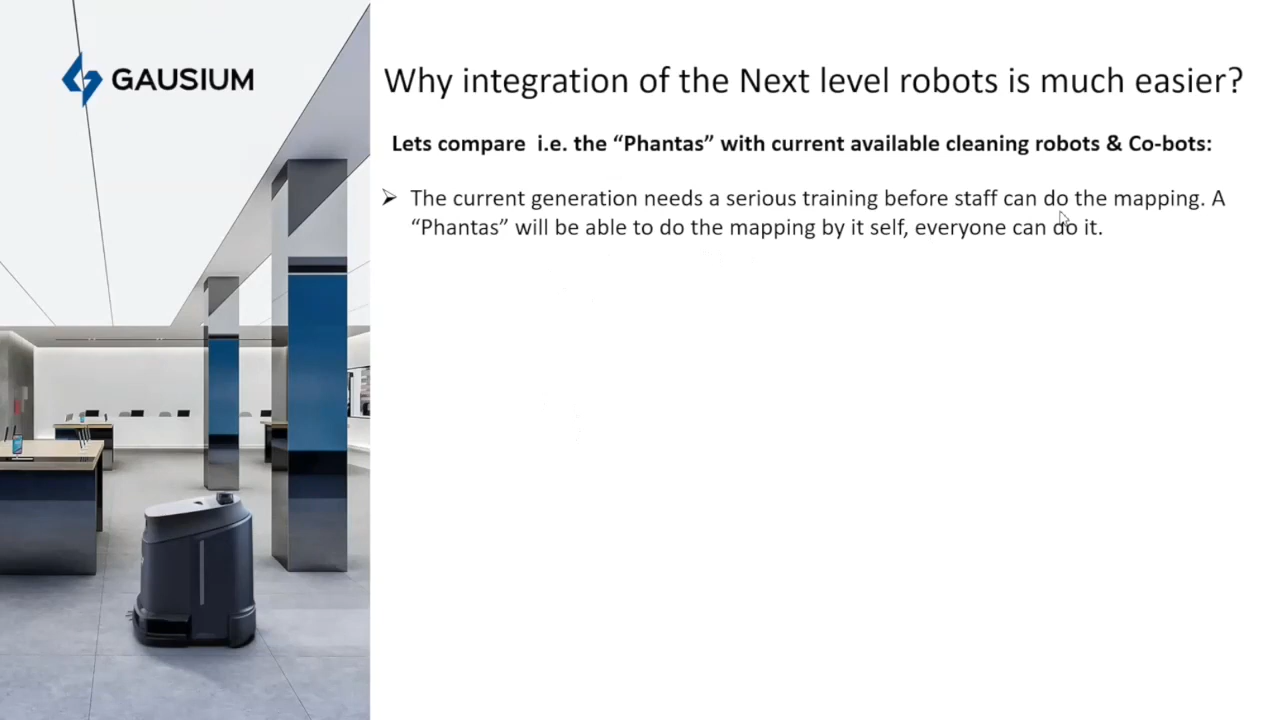 GAUSIUM
Why integration of the Next level robots is much easier?
Lets compare  i.e. the “Phantas” with current available cleaning robots & Co-bots:
The current generation needs a serious training before staff can do the mapping. A
“Phantas” will be able to do the mapping by it self, everyone can do it.